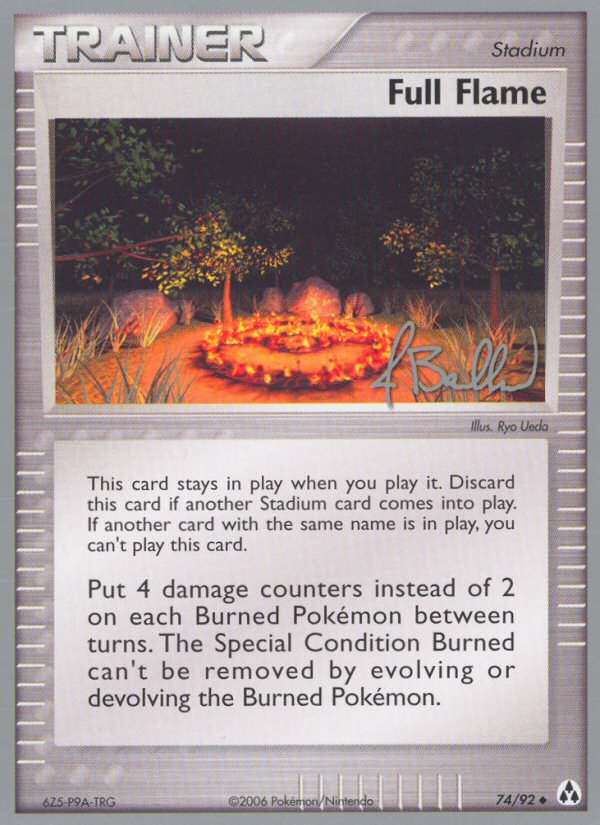 TRAINER
Stadium
Full Flame
Illus. Ryo Ueda
This card stays in play when you play it. Discard
this card if another Stadium card comes into play.
If another card with the same name is in play, you
can't play this card.
Put 4 damage counters instead of 2
on each Burned Pokémon between
turns. The Special Condition Burned
can't be removed by evolving or
devolving the Burned Pokémon.
6Z5-P9A-TRG
©2006 Pokémon/Nintendo
74/92